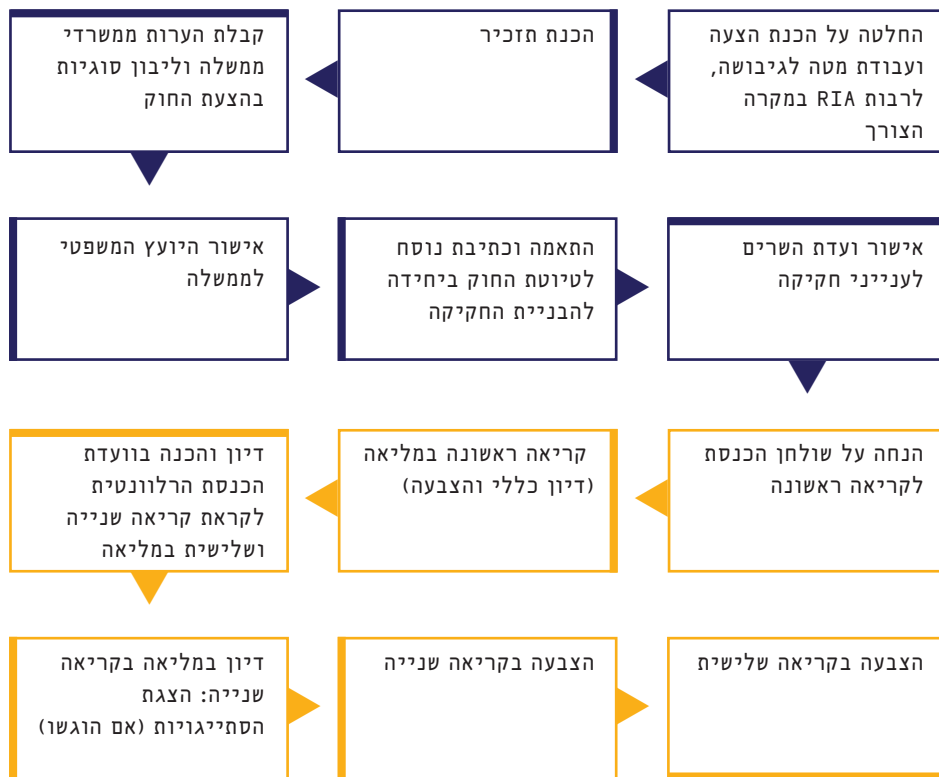 החלטה על הכנת הצעה
ועבודת מטה לגיבושה,
לרבות RIA במקרה
הצורך
הכנת תזכיר
קבלת הערות ממשרדי
ממשלה וליבון סוגיות
בהצעת החוק
אישור היועץ המשפטי
לממשלה
התאמה וכתיבת נוסח
לטיוטת החוק ביחידה
להבניית החקיקה
אישור ועדת השרים
לענייני חקיקה
הנחה על שולחן הכנסת
לקריאה ראשונה
קריאה ראשונה במליאה
(דיון כללי והצבעה)
דיון והכנה בוועדת
הכנסת הרלוונטית
לקראת קריאה שנייה
ושלישית במליאה
דיון במליאה בקריאה
שנייה: הצגת
הסתייגויות (אם הוגשו)
הצבעה בקריאה שנייה
הצבעה בקריאה שלישית